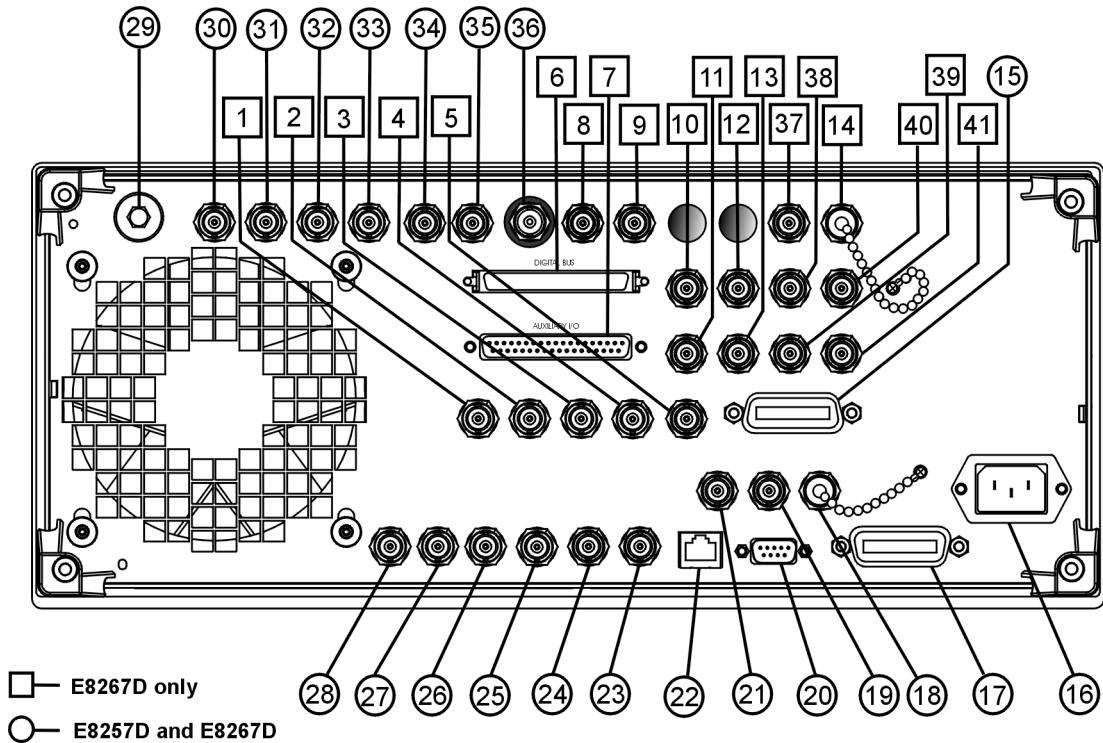 29 30 31 32 33 34 35 36
6 7 11 13 38 39 15
1 2 3 4 5 8 9 10 12 37 14 40 41
DIGITAL BUS
AUXILIARY I/O
28 27 26 25 24 23 22 21 20 19 18 17 16
E8267D only
E8257D and E8267D